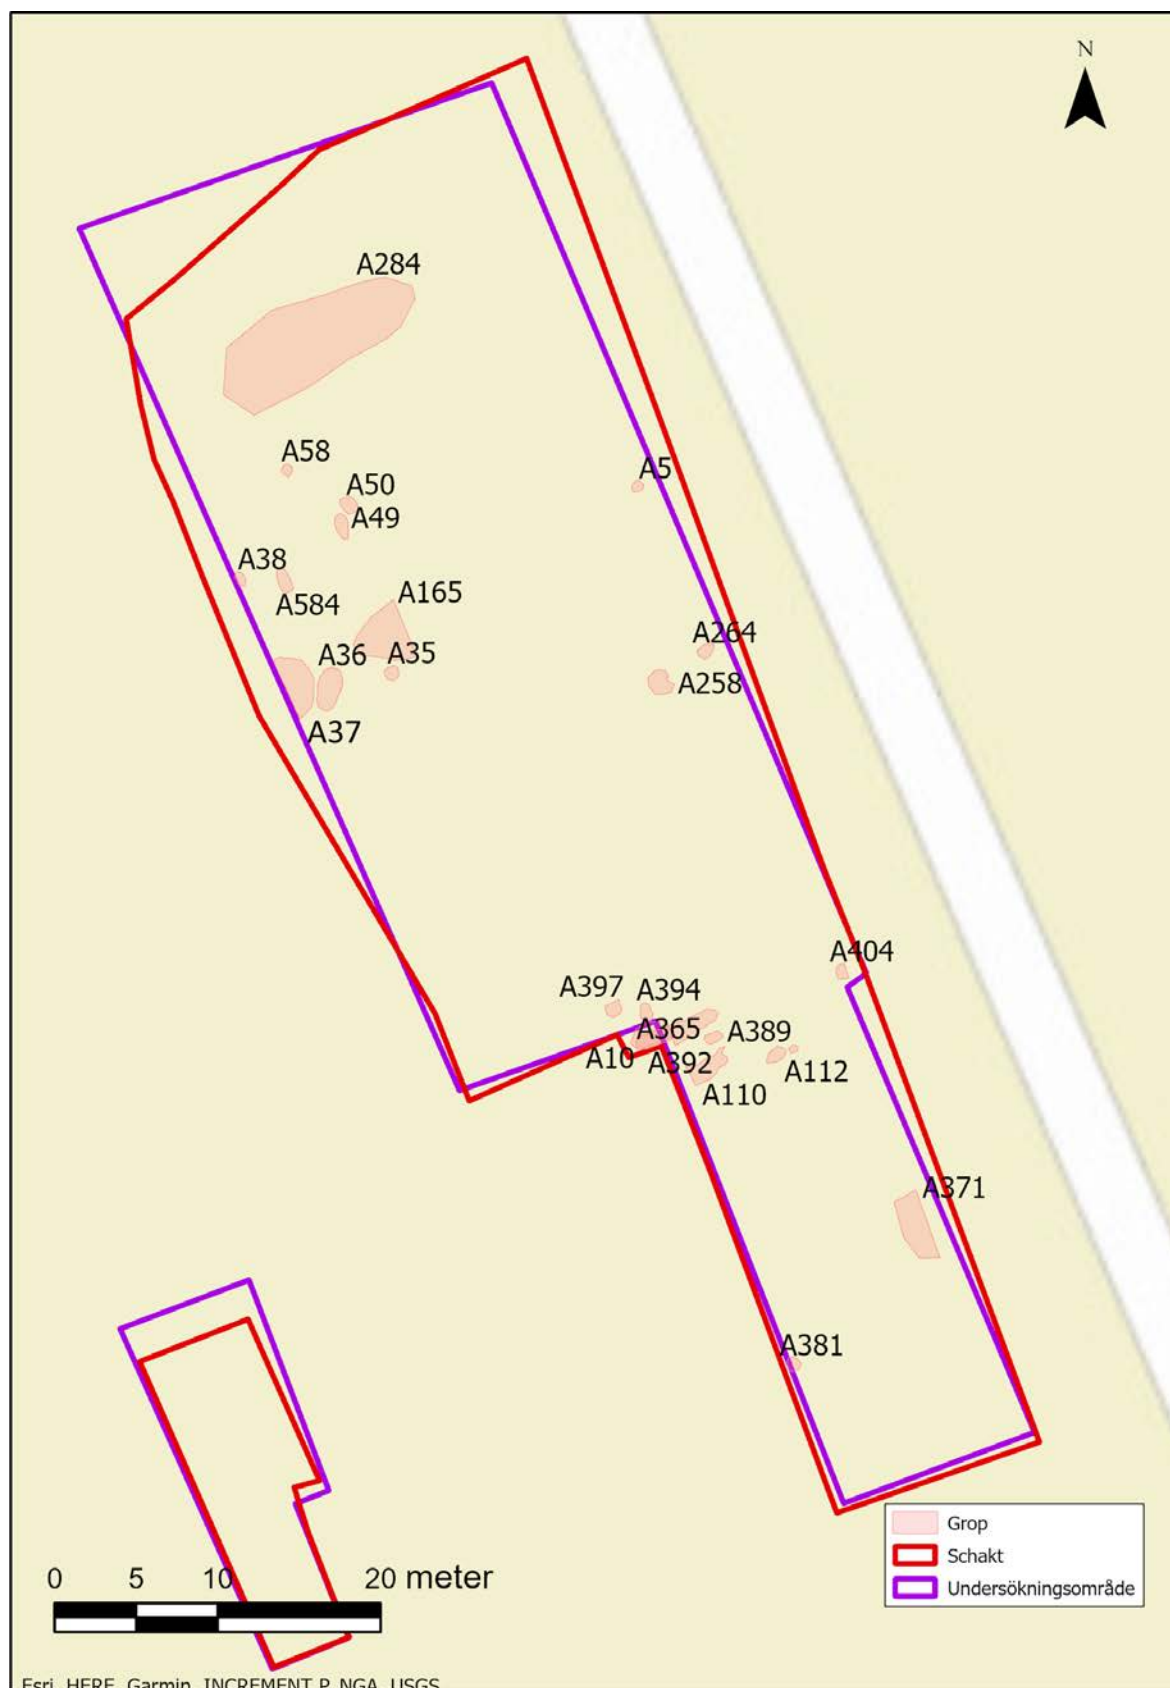 N
A284
A58
A50
A49
A5
A38
A584
A165
A264
A36
A35
A258
A37
A404
A397
A394
A365
A389
A10
A392
A112
A110
A371
A381
Grop
Schakt
Undersökningsområde
0 5 10 20 meter
Esri, HERE, Garmin, INCREMENT P, NGA, USGS